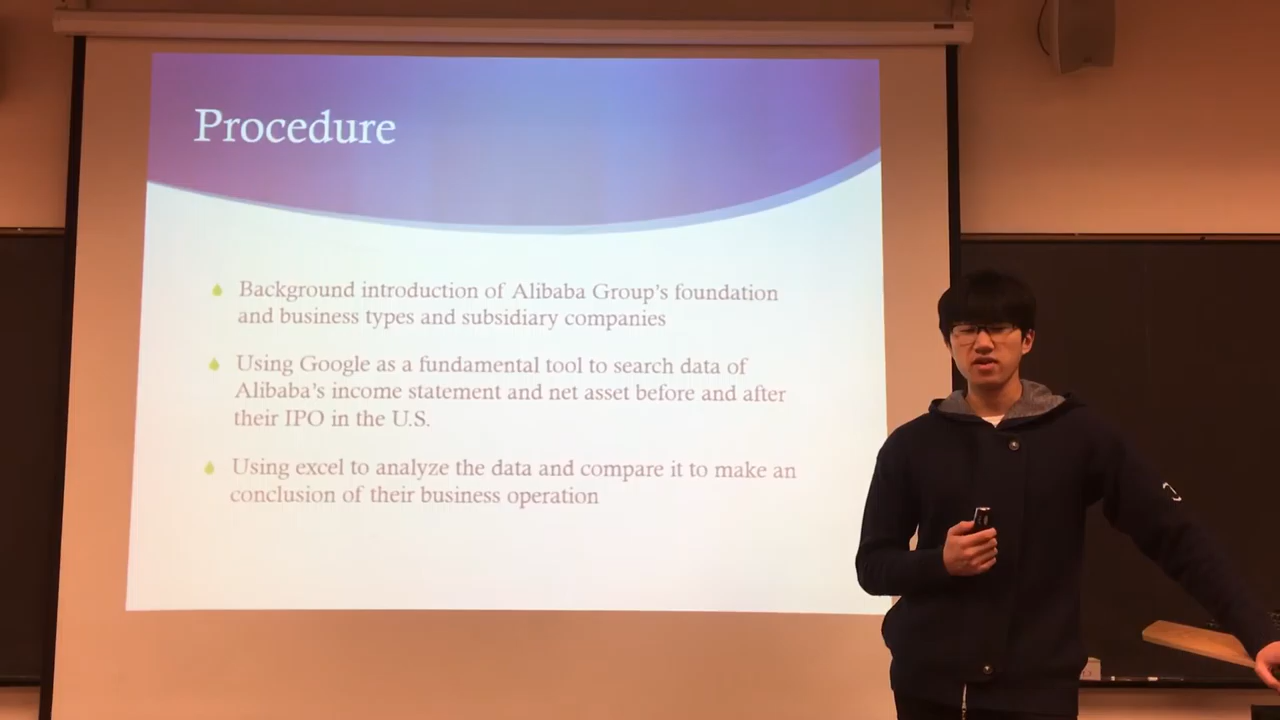 Procedure
Background introduction of Alibaba Group's foundation
and business types and subsidiary companies
Using Google as a fundamental tool to search data of
Alibaba's income statement and net asset before and after
their IPO in the U.S.
Using excel to analyze the data and compare it to make an
conclusion of their business operation